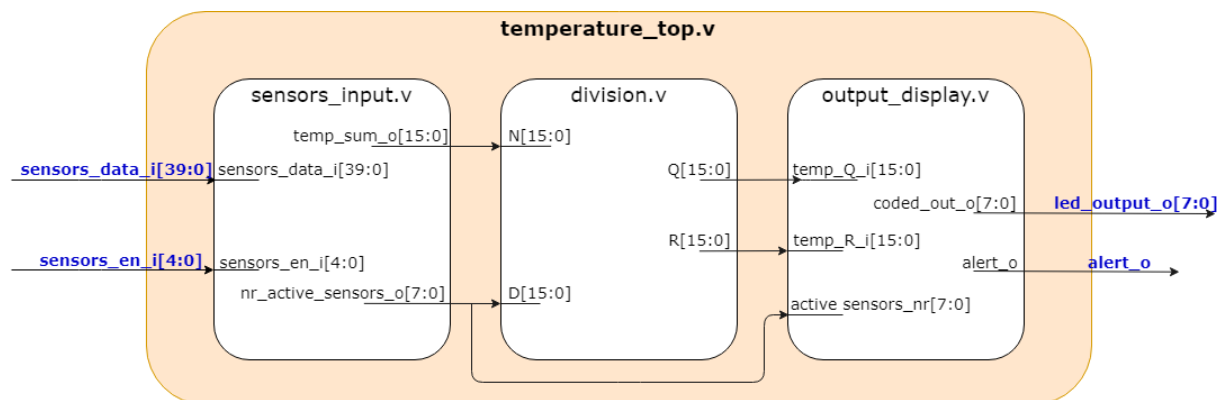 temperature_top.v
sensors_input.v
division.v
output_display.v
temp_sum_o[15:0]
N[15:0]
sensors_data_i[39:0]
sensors_data_i[39:0]
Q[15:0]
temp_Q_i[15:0]
coded_out_o[7:0]
led_output_o[7:0]
R[15:0]
temp_R_i[15:0]
sensors_en_i[4:0]
sensors_en_i[4:0]
alert_o
alert_o
nr_active_sensors_o[7:0]
D[15:0]
active sensors_nr[7:0]